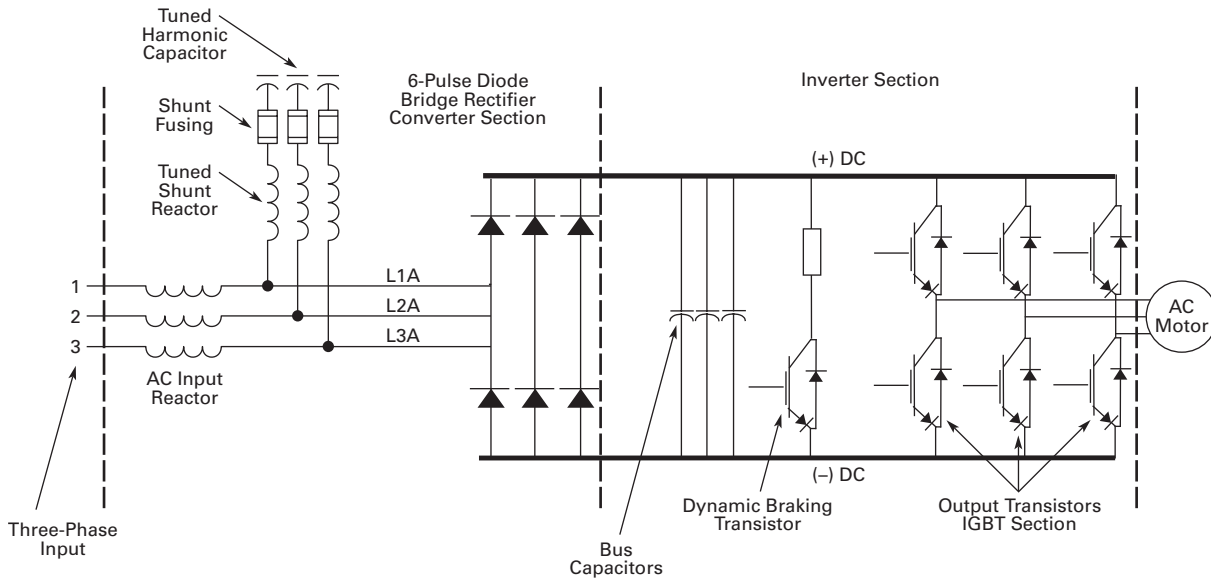 Tuned
Harmonic
Capacitor
6-Pulse Diode
Bridge Rectifier
Converter Section
Inverter Section
Shunt
Fusing
(+) DC
Tuned
Shunt
Reactor
1
L1A
2
L2A
3
L3A
AC
Motor
AC Input
Reactor
(–) DC
Three-Phase
Input
Bus
Capacitors
Dynamic Braking
Transistor
Output Transistors
IGBT Section